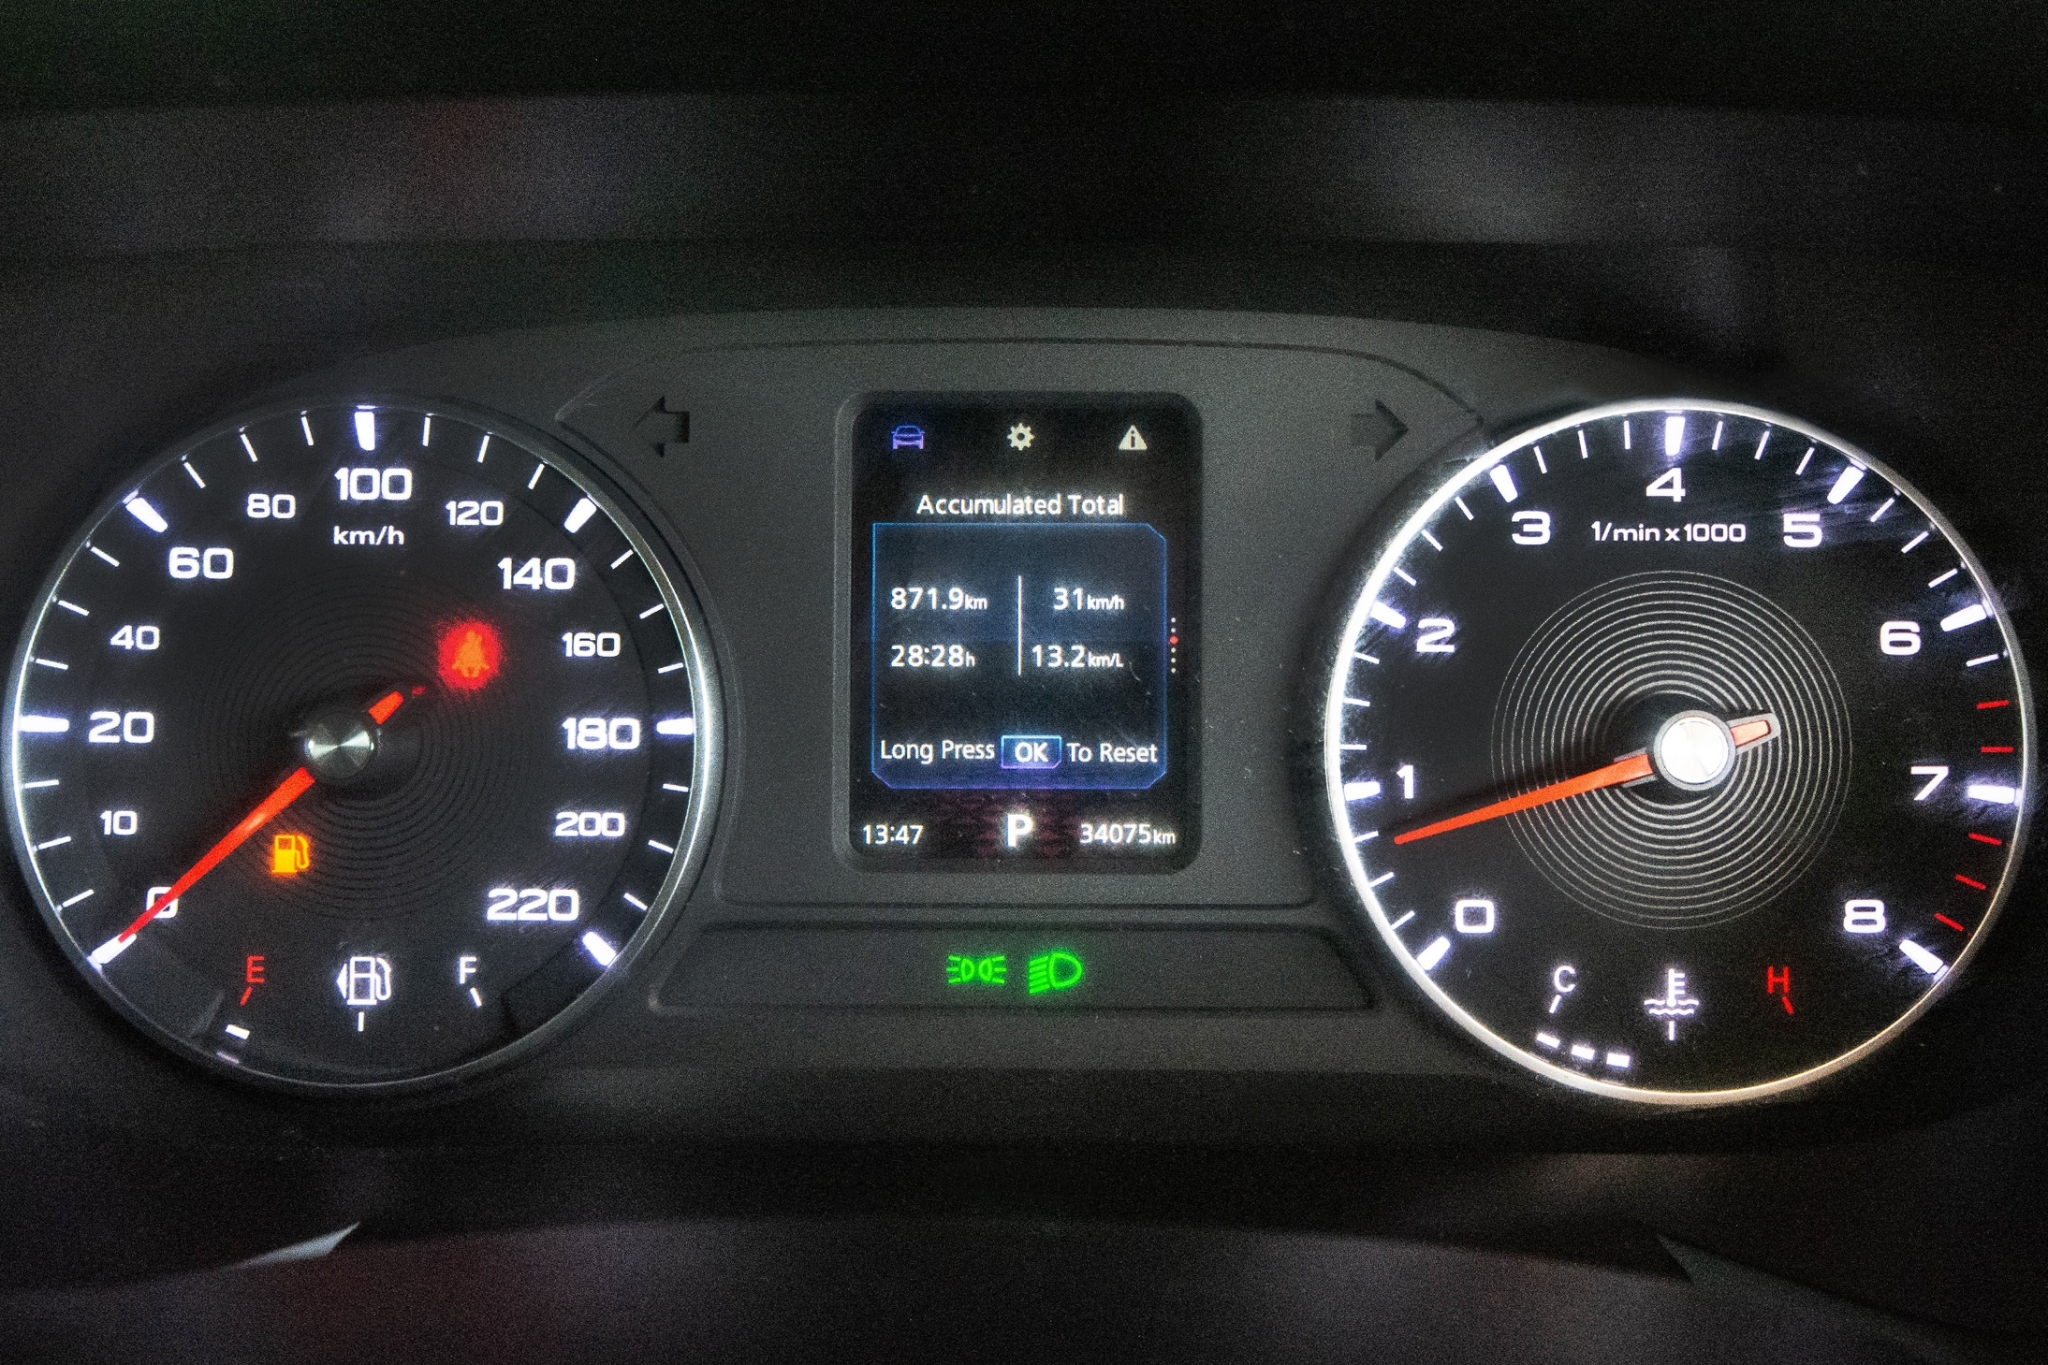 0
10
20
40
60
80
100
120
140
160
180
200
220
km/h
E
F
Accumulated Total
871.9km 31km/h
28:28h 13.2km/L
Long Press OK To Reset
13:47 P 34075km
0
1
2
3
4
5
6
7
8
1/min x 1000
C
H